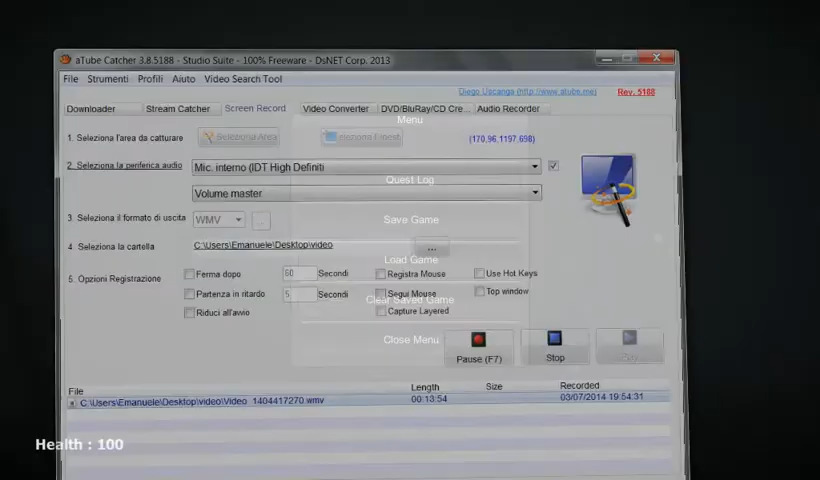 aTube Catcher 3.8.5188 - Studio Suite - 100% Freeware - DsNET Corp. 2013
File Strumenti Profili Aiuto Video Search Tool
Diego Uscanga (http://www.atube.me) Rev. 5188
Downloader Stream Catcher Screen Record Video Converter DVD/BluRay/CD Cre... Audio Recorder
Menu
1. Seleziona l'area da catturare Seleziona Area (170,96,1197,698)
2. Seleziona la periferica audio Mic. interno (IDT High Definiti
Quest Log
Volume master
3. Seleziona il formato di uscita WMV ... Save Game
4. Seleziona la cartella C:\Users\Emanuele\Desktop\video ...
Load Game
5. Opzioni Registrazione Ferma dopo 60 Secondi Registra Mouse Use Hot Keys
Partenza in ritardo 5 Secondi Segui Mouse Top window
Clear Saved Game
Riduci all'avvio Capture Layered
Close Menu
Pause (F7) Stop
File Length Size Recorded
C:\Users\Emanuele\Desktop\video\Video_1404417270.wmv 00:13:54 03/07/2014 19:54:31
Health : 100